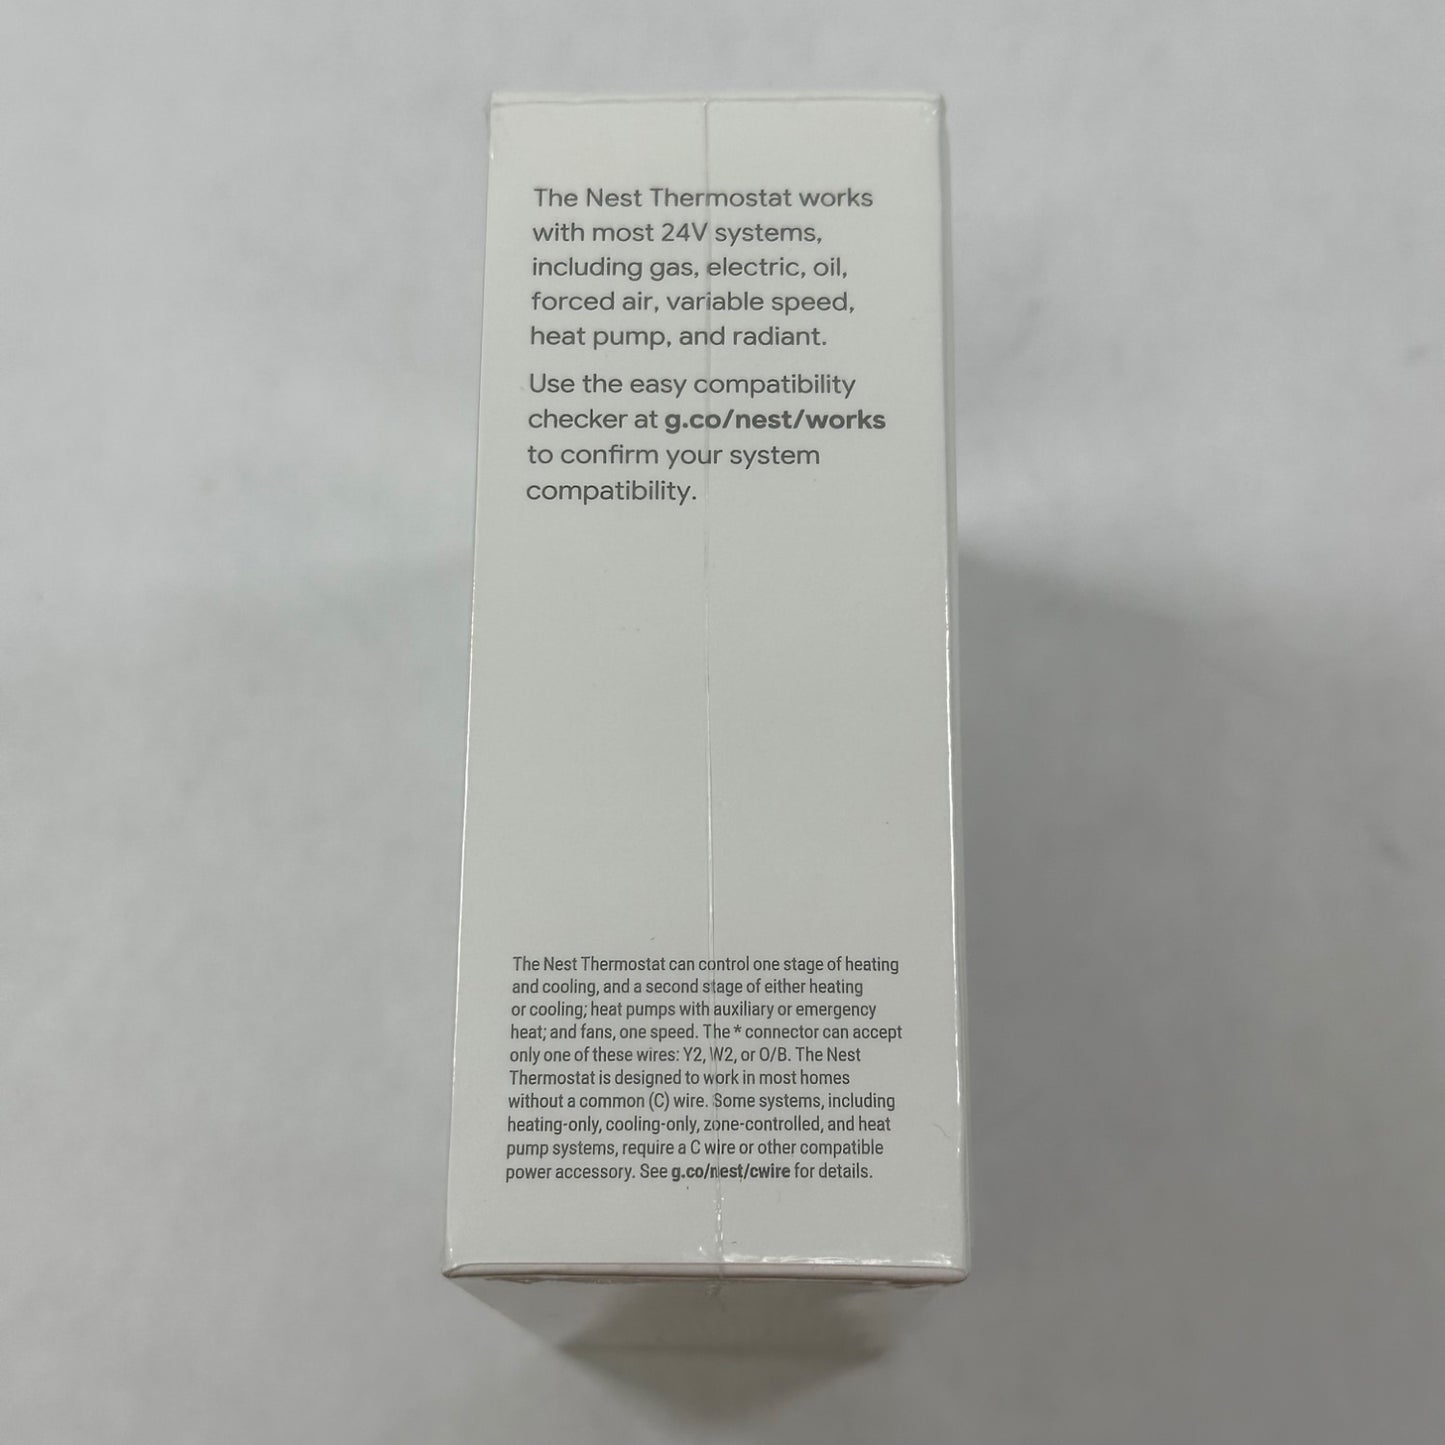 The Nest Thermostat works
with most 24V systems,
including gas, electric, oil,
forced air, variable speed,
heat pump, and radiant.
Use the easy compatibility
checker at g.co/nest/works
to confirm your system
compatibility.
The Nest Thermostat can control one stage of heating
and cooling, and a second stage of either heating
or cooling; heat pumps with auxiliary or emergency
heat; and fans, one speed. The * connector can accept
only one of these wires: Y2, W2, or O/B. The Nest
Thermostat is designed to work in most homes
without a common (C) wire. Some systems, including
heating-only, cooling-only, zone-controlled, and heat
pump systems, require a C wire or other compatible
power accessory. See g.co/nest/cwire for details.